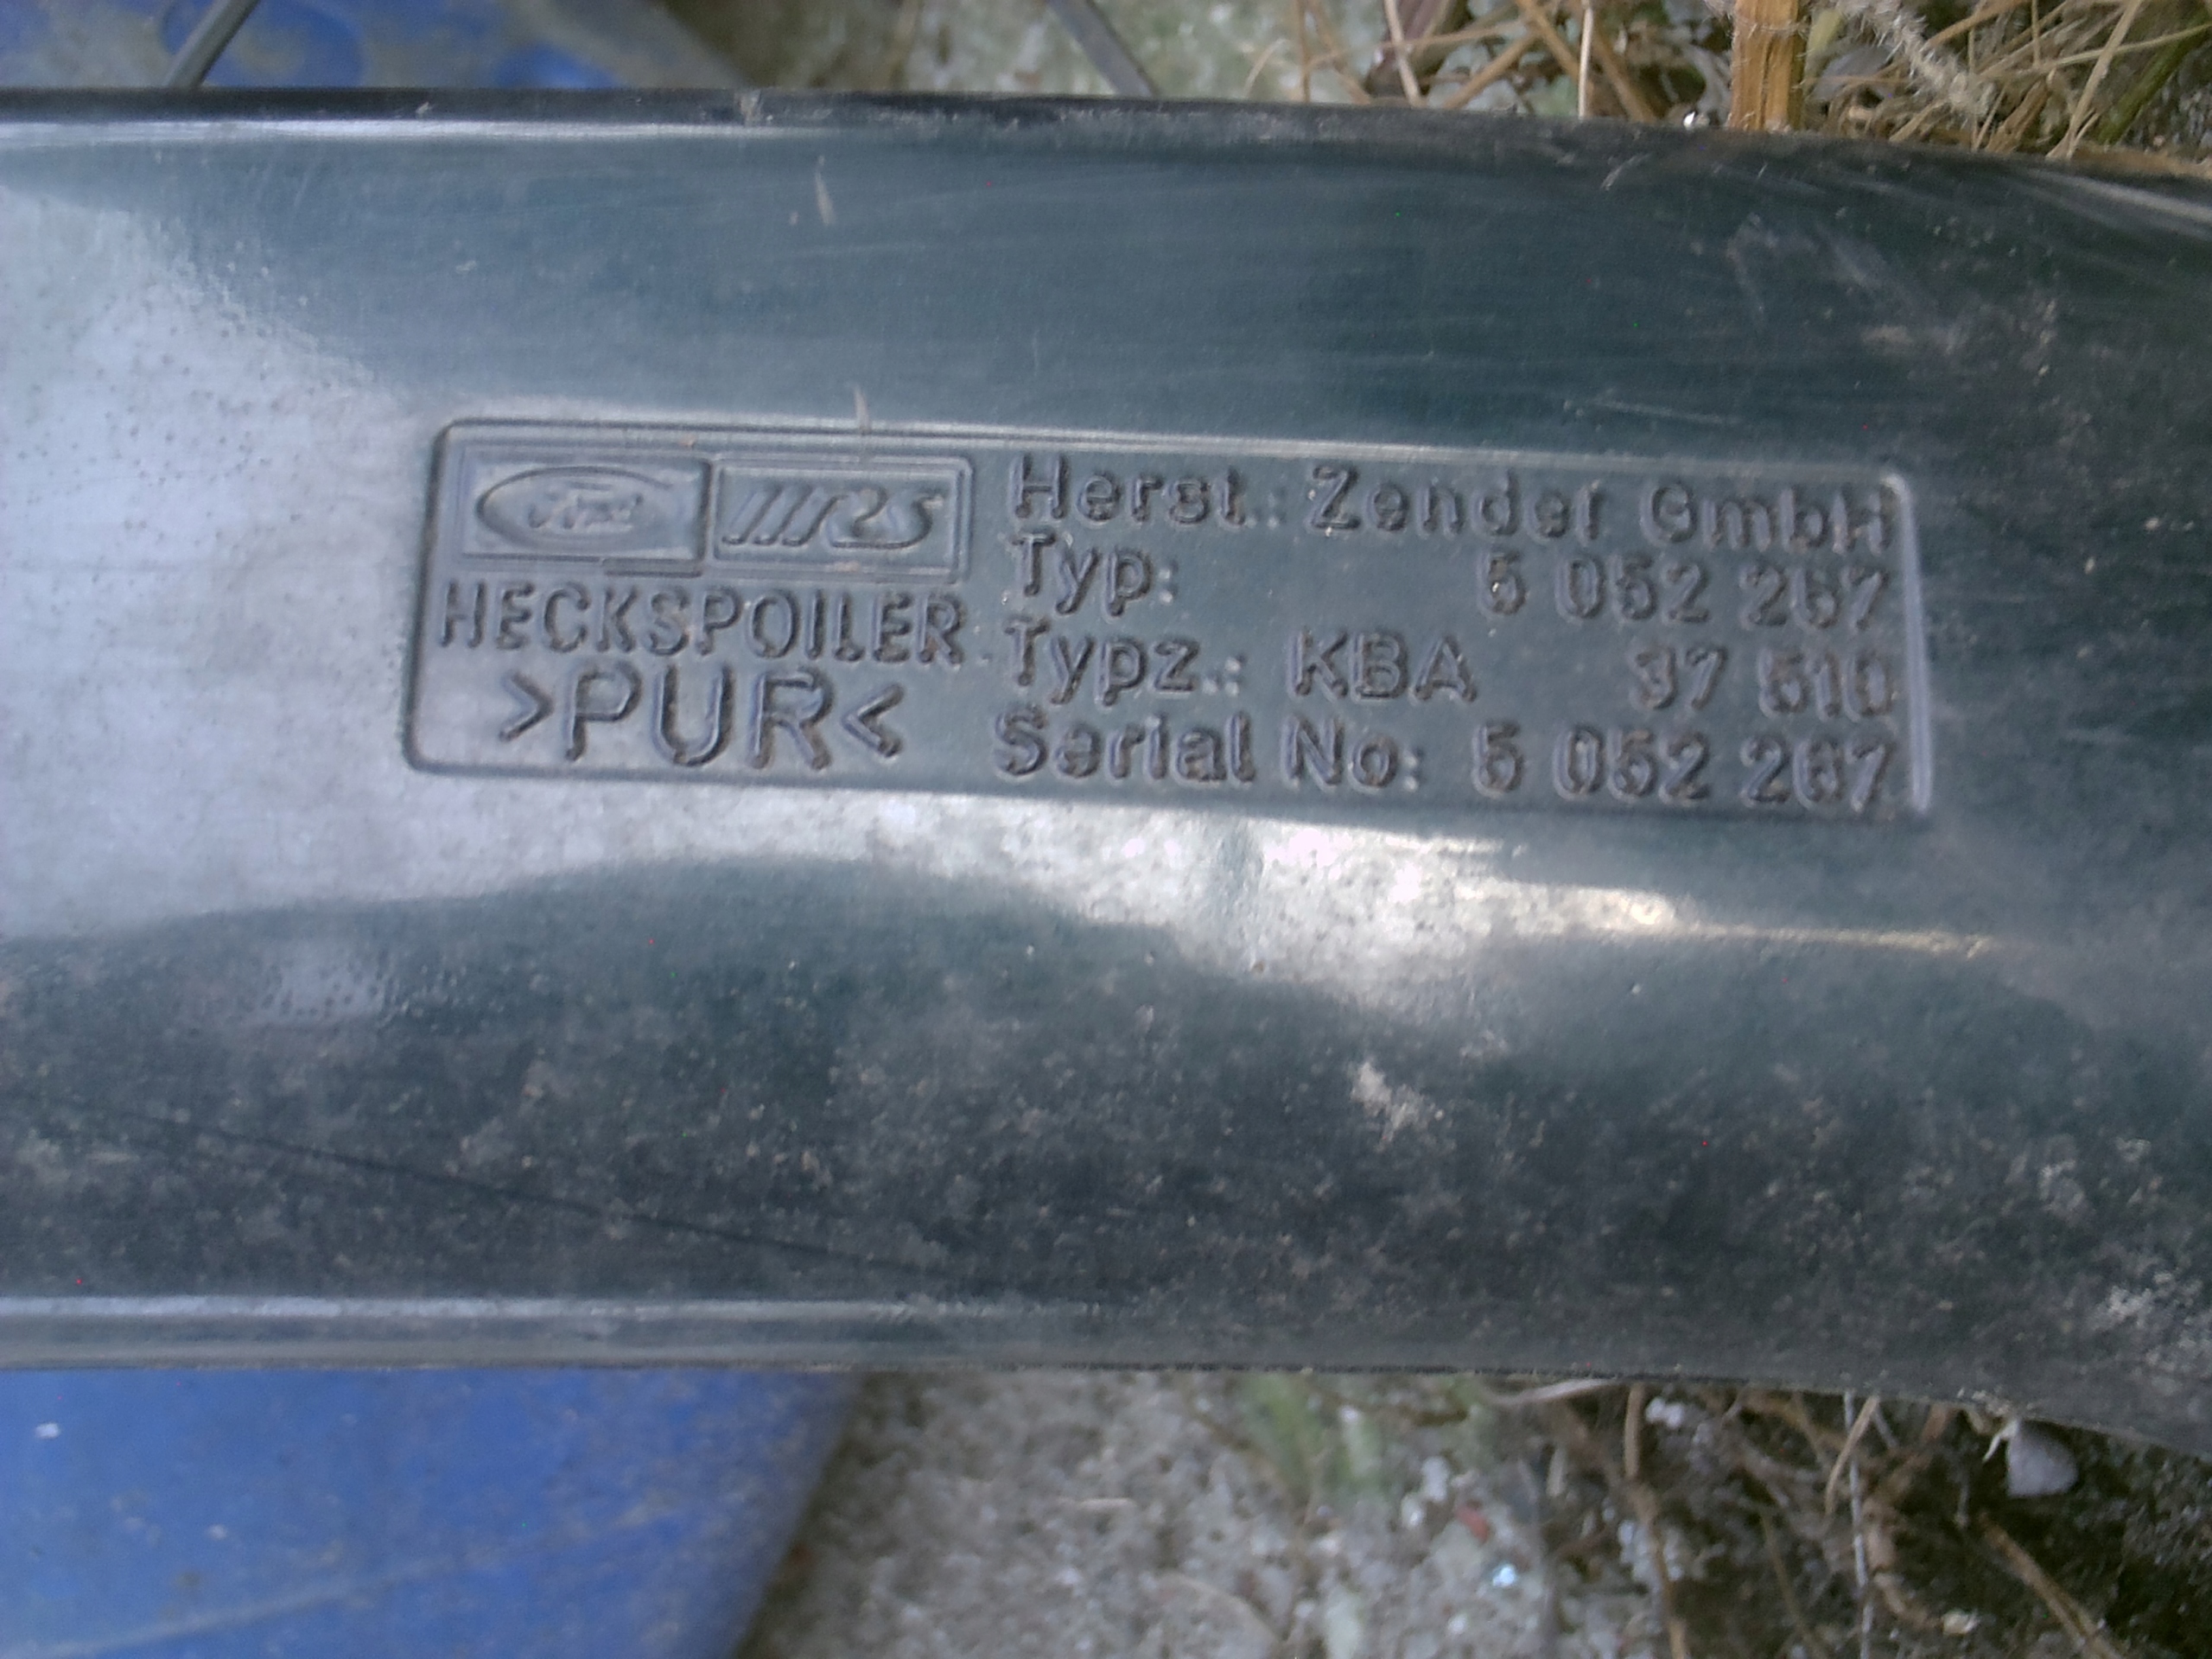 Ford RS
HECKSPOILER
>PUR<
Herst.: Zender GmbH
Typ: 5 052 267
Typz.: KBA 37 510
Serial No: 5 052 267